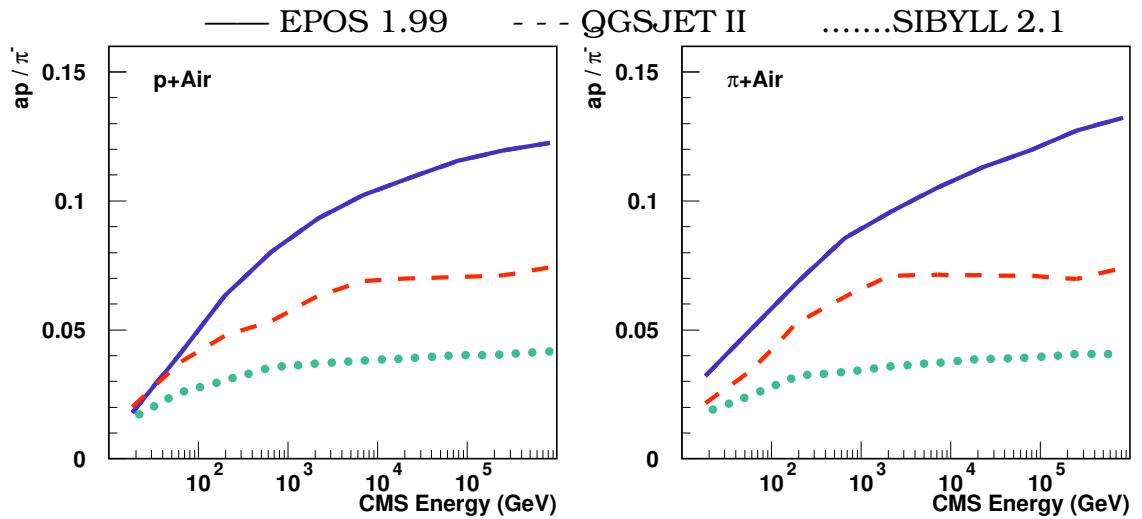 —— EPOS 1.99 - - - QGSJET II .......SIBYLL 2.1
ap / π⁻
p+Air
0.15
0.1
0.05
0
10² 10³ 10⁴ 10⁵
CMS Energy (GeV)
ap / π⁻
π+Air
0.15
0.1
0.05
0
10² 10³ 10⁴ 10⁵
CMS Energy (GeV)